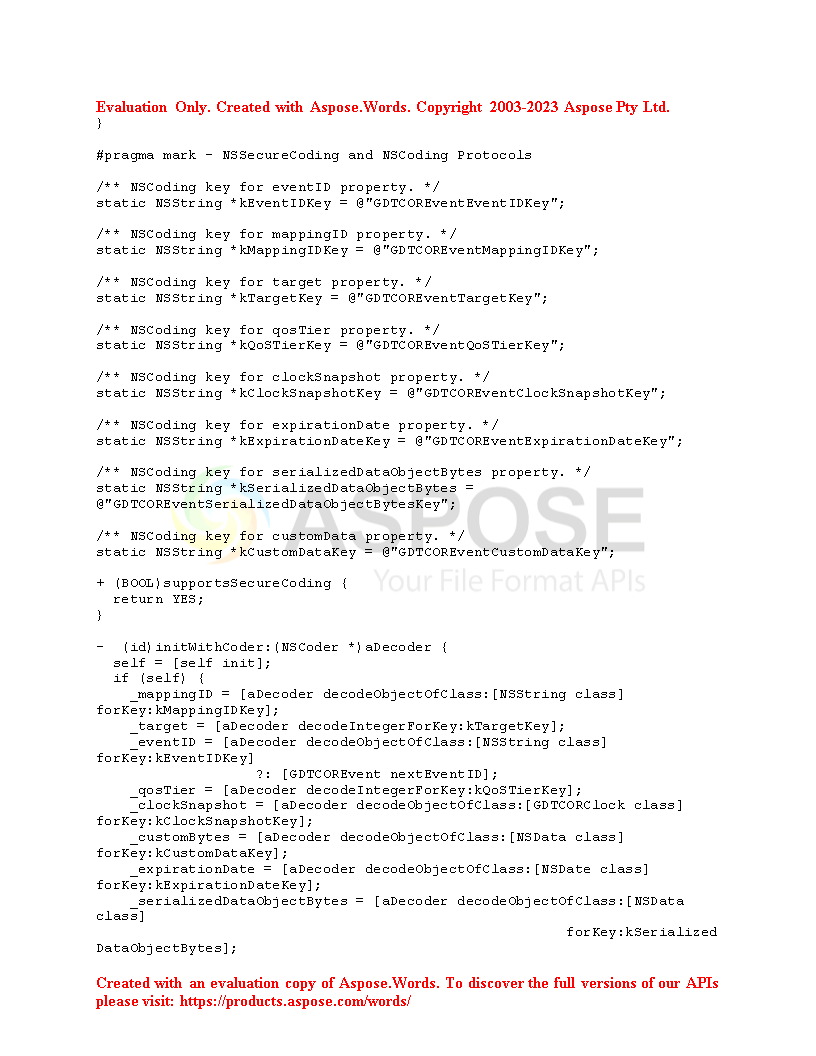 Evaluation Only. Created with Aspose.Words. Copyright 2003-2023 Aspose Pty Ltd.
}
#pragma mark - NSSecureCoding and NSCoding Protocols
/** NSCoding key for eventID property. */
static NSString *kEventIDKey = @"GDTCOREventEventIDKey";
/** NSCoding key for mappingID property. */
static NSString *kMappingIDKey = @"GDTCOREventMappingIDKey";
/** NSCoding key for target property. */
static NSString *kTargetKey = @"GDTCOREventTargetKey";
/** NSCoding key for qosTier property. */
static NSString *kQoSTierKey = @"GDTCOREventQoSTierKey";
/** NSCoding key for clockSnapshot property. */
static NSString *kClockSnapshotKey = @"GDTCOREventClockSnapshotKey";
/** NSCoding key for expirationDate property. */
static NSString *kExpirationDateKey = @"GDTCOREventExpirationDateKey";
/** NSCoding key for serializedDataObjectBytes property. */
static NSString *kSerializedDataObjectBytes =
@"GDTCOREventSerializedDataObjectBytesKey";
ASPOSE
/** NSCoding key for customData property. */
static NSString *kCustomDataKey = @"GDTCOREventCustomDataKey";
Your File Format APIs
+ (BOOL)supportsSecureCoding {
  return YES;
}
-  (id)initWithCoder:(NSCoder *)aDecoder {
  self = [self init];
  if (self) {
    _mappingID = [aDecoder decodeObjectOfClass:[NSString class]
forKey:kMappingIDKey];
    _target = [aDecoder decodeIntegerForKey:kTargetKey];
    _eventID = [aDecoder decodeObjectOfClass:[NSString class]
forKey:kEventIDKey]
                   ?: [GDTCOREvent nextEventID];
    _qosTier = [aDecoder decodeIntegerForKey:kQoSTierKey];
    _clockSnapshot = [aDecoder decodeObjectOfClass:[GDTCORClock class]
forKey:kClockSnapshotKey];
    _customBytes = [aDecoder decodeObjectOfClass:[NSData class]
forKey:kCustomDataKey];
    _expirationDate = [aDecoder decodeObjectOfClass:[NSDate class]
forKey:kExpirationDateKey];
    _serializedDataObjectBytes = [aDecoder decodeObjectOfClass:[NSData
class]
                                                        forKey:kSerialized
DataObjectBytes];
Created with an evaluation copy of Aspose.Words. To discover the full versions of our APIs
please visit: https://products.aspose.com/words/